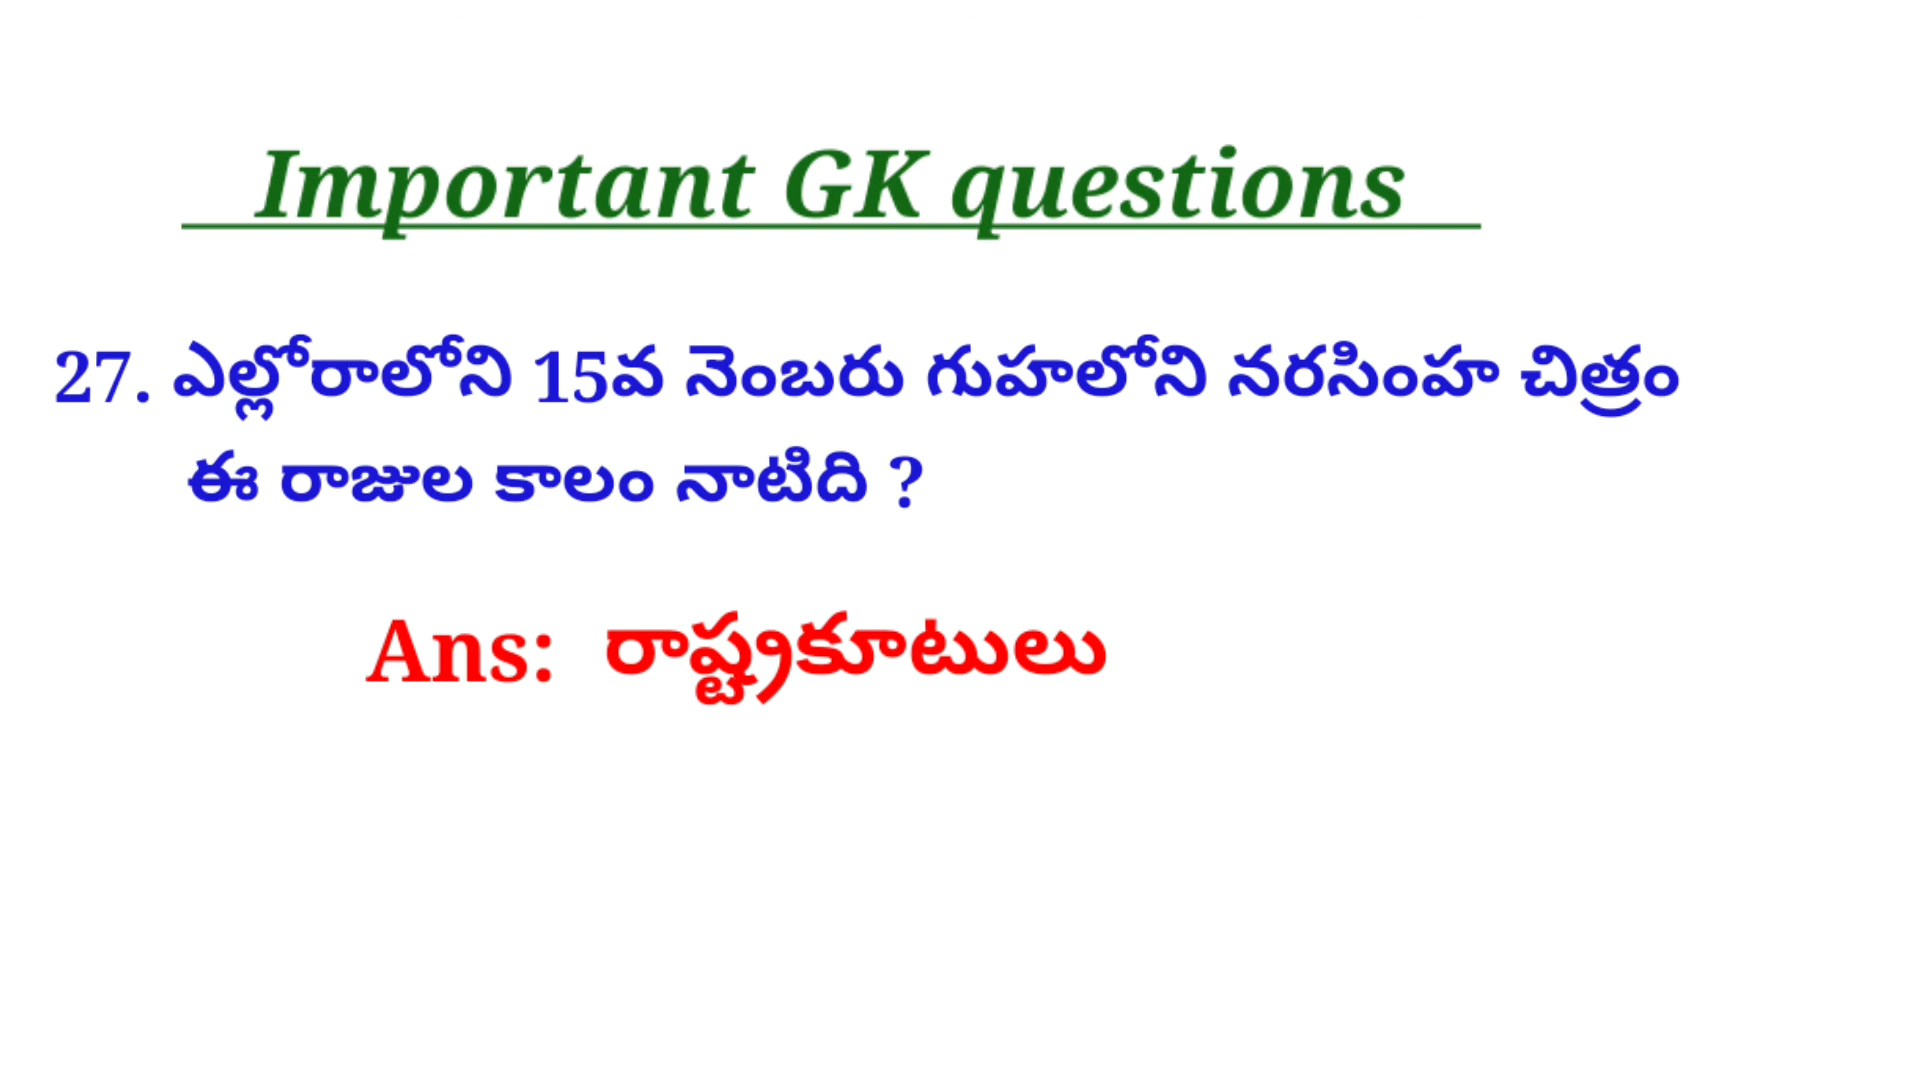 Important GK questions
27. ఎల్లోరాలోని 15వ నెంబరు గుహలోని నరసింహ చిత్రం
ఈ రాజుల కాలం నాటిది ?
Ans: రాష్ట్రకూటులు